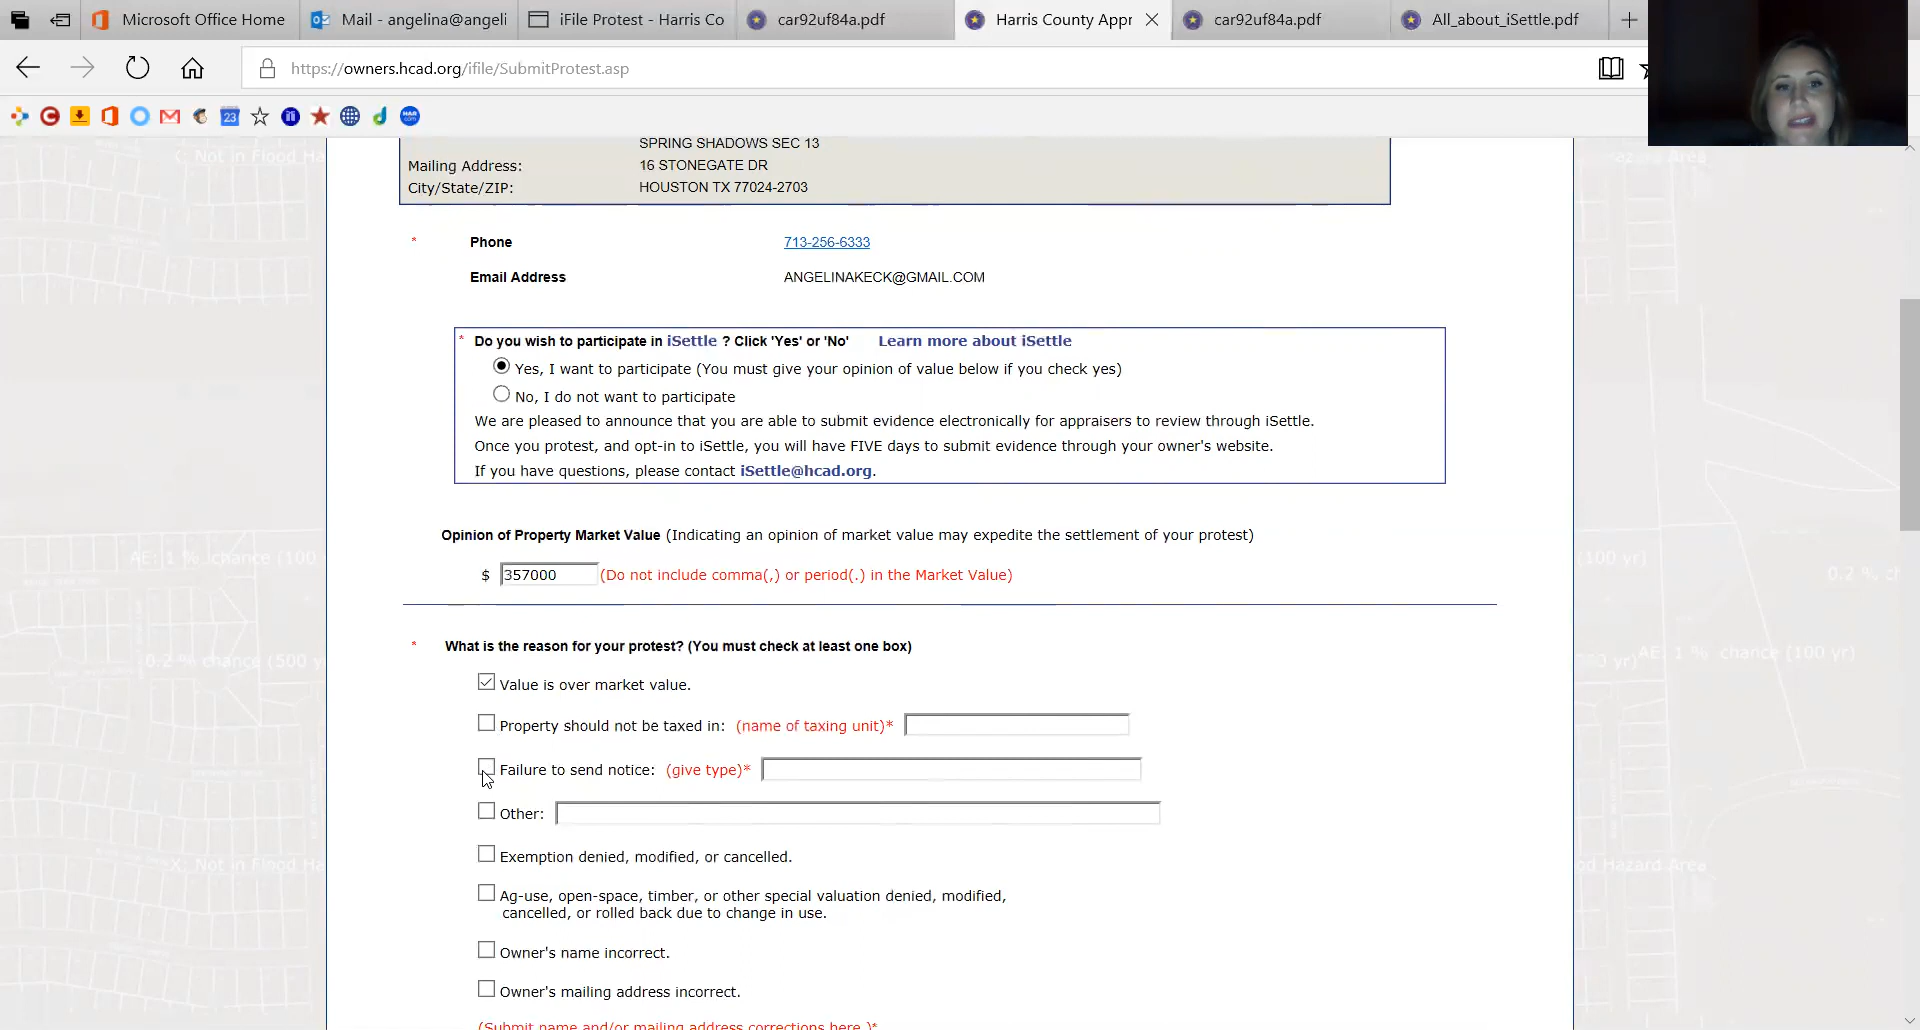 Microsoft Office Home
Mail - angelina@angeli
iFile Protest - Harris Co
car92uf84a.pdf
Harris County Appr
car92uf84a.pdf
All_about_iSettle.pdf
https://owners.hcad.org/ifile/SubmitProtest.asp
23
SPRING SHADOWS SEC 13
Mailing Address: 16 STONEGATE DR
City/State/ZIP: HOUSTON TX 77024-2703
* Phone 713-256-6333
Email Address ANGELINAKECK@GMAIL.COM
* Do you wish to participate in iSettle ? Click 'Yes' or 'No' Learn more about iSettle
Yes, I want to participate (You must give your opinion of value below if you check yes)
No, I do not want to participate
We are pleased to announce that you are able to submit evidence electronically for appraisers to review through iSettle.
Once you protest, and opt-in to iSettle, you will have FIVE days to submit evidence through your owner's website.
If you have questions, please contact iSettle@hcad.org.
Opinion of Property Market Value (Indicating an opinion of market value may expedite the settlement of your protest)
$ 357000 (Do not include comma(,) or period(.) in the Market Value)
* What is the reason for your protest? (You must check at least one box)
Value is over market value.
Property should not be taxed in: (name of taxing unit)*
Failure to send notice: (give type)*
Other:
Exemption denied, modified, or cancelled.
Ag-use, open-space, timber, or other special valuation denied, modified,
cancelled, or rolled back due to change in use.
Owner's name incorrect.
Owner's mailing address incorrect.
(Submit name and/or mailing address corrections here.)*